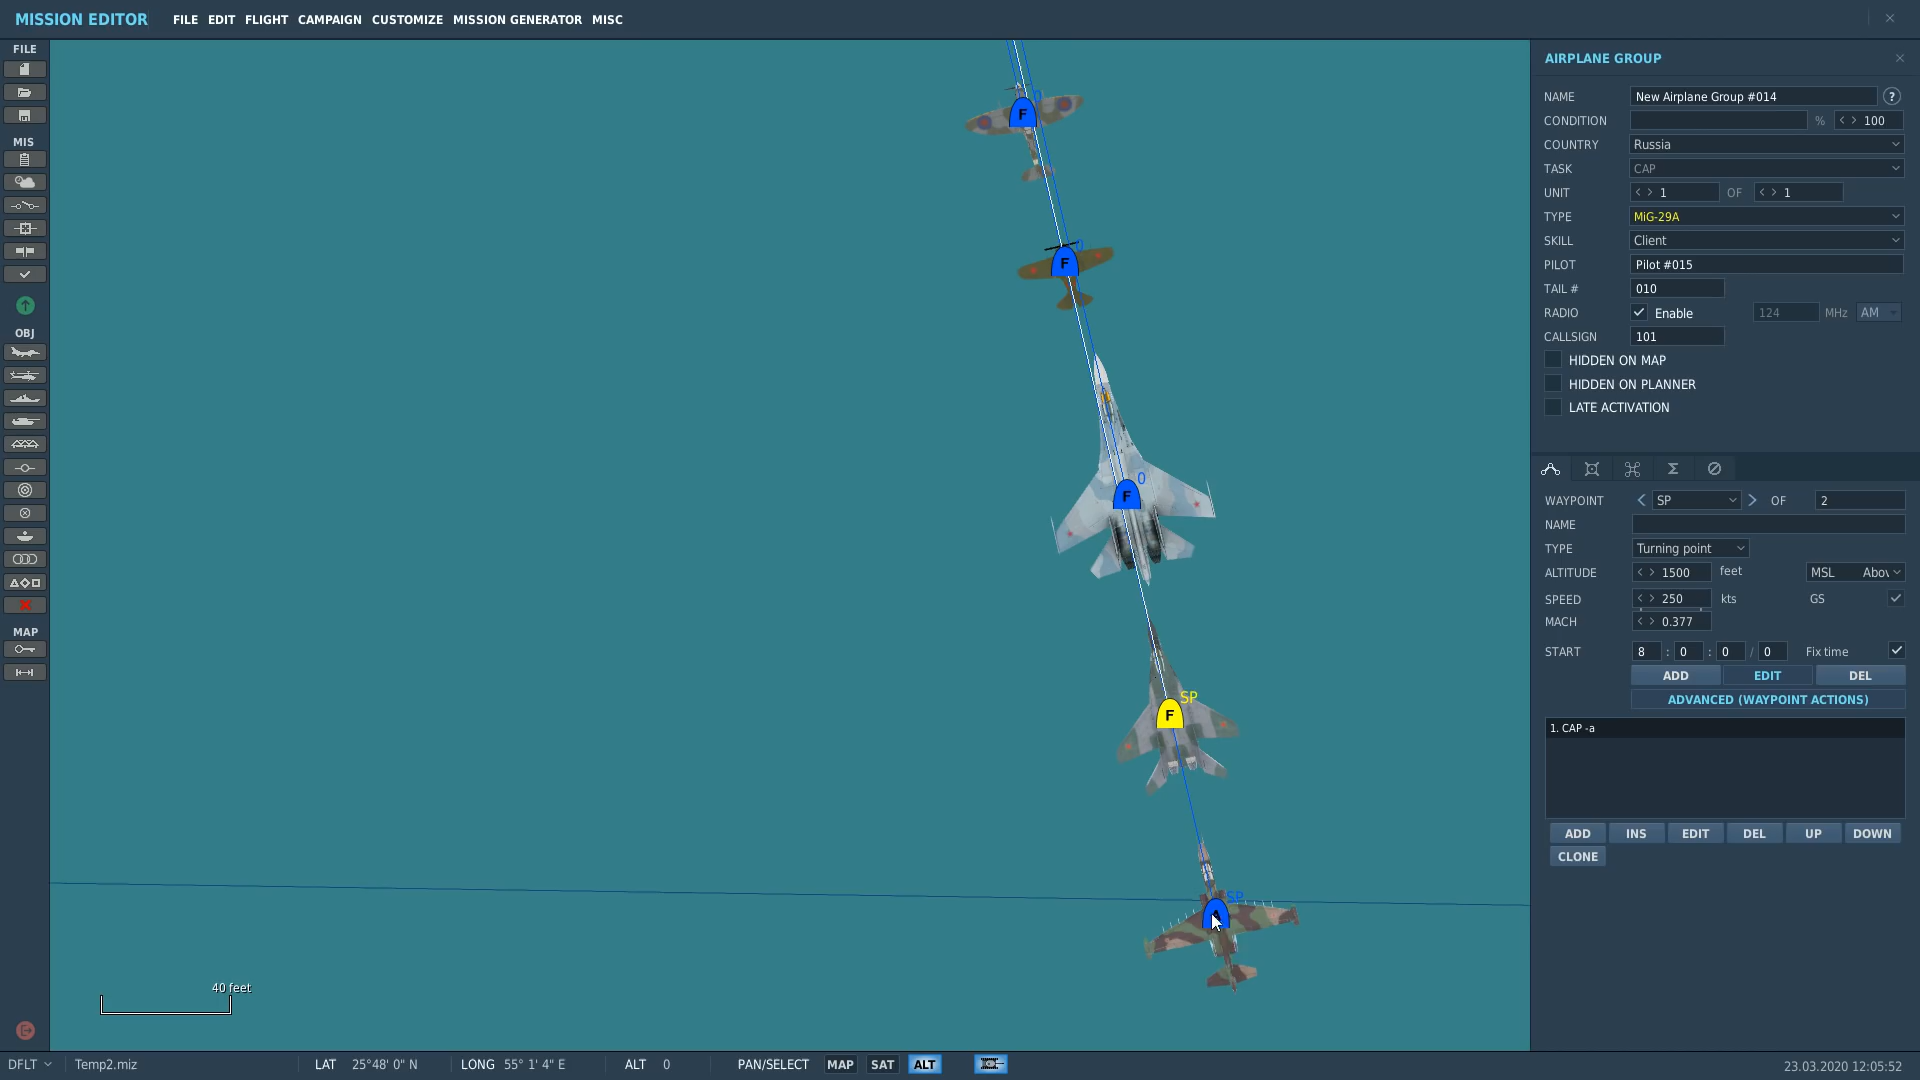 MISSION EDITOR FILE EDIT FLIGHT CAMPAIGN CUSTOMIZE MISSION GENERATOR MISC
FILE
MIS
OBJ
MAP
F
0
F
0
F
SP
F
SP
40 feet
AIRPLANE GROUP
NAME New Airplane Group #014 ?
CONDITION % < > 100
COUNTRY Russia
TASK CAP
UNIT < > 1 OF < > 1
TYPE MiG-29A
SKILL Client
PILOT Pilot #015
TAIL # 010
RADIO Enable 124 MHz AM
CALLSIGN 101
HIDDEN ON MAP
HIDDEN ON PLANNER
LATE ACTIVATION
WAYPOINT < SP > OF 2
NAME
TYPE Turning point
ALTITUDE < > 1500 feet MSL Abov
SPEED < > 250 kts GS
MACH < > 0.377
START 8 : 0 : 0 / 0 Fix time
ADD EDIT DEL
ADVANCED (WAYPOINT ACTIONS)
1. CAP -a
ADD INS EDIT DEL UP DOWN
CLONE
DFLT Temp2.miz LAT 25°48' 0" N LONG 55° 1' 4" E ALT 0 PAN/SELECT MAP SAT ALT 23.03.2020 12:05:52